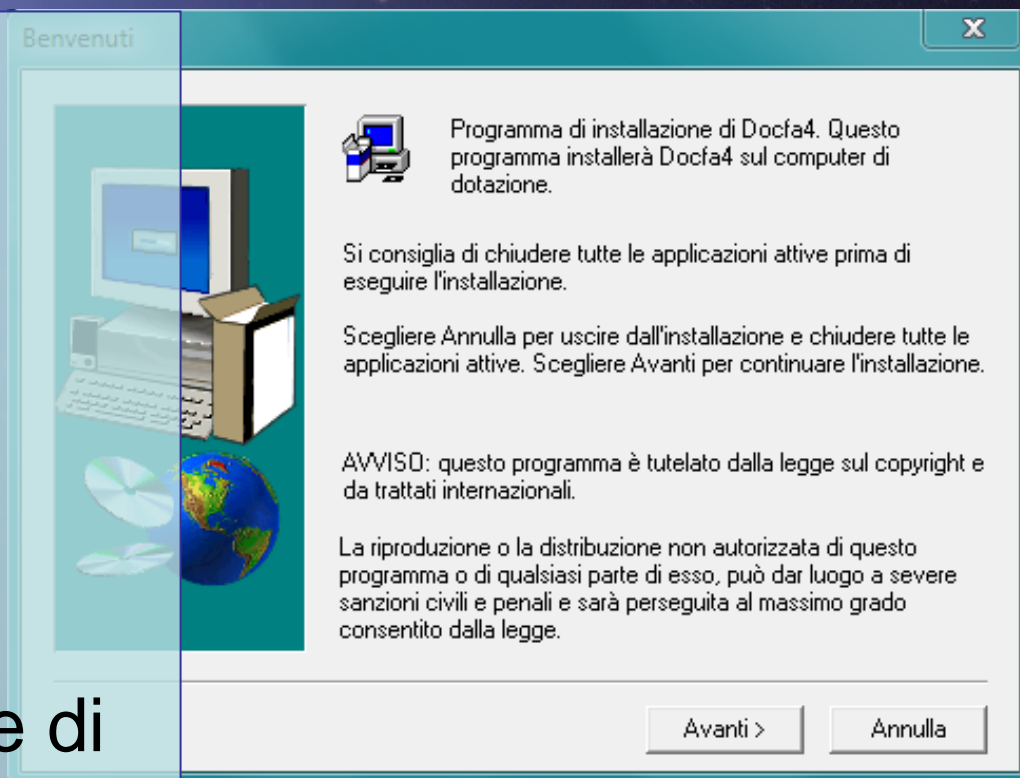 Benvenuti
Programma di installazione di Docfa4. Questo
programma installerà Docfa4 sul computer di
dotazione.
Si consiglia di chiudere tutte le applicazioni attive prima di
eseguire l'installazione.
Scegliere Annulla per uscire dall'installazione e chiudere tutte le
applicazioni attive. Scegliere Avanti per continuare l'installazione.
AVVISO: questo programma è tutelato dalla legge sul copyright e
da trattati internazionali.
La riproduzione o la distribuzione non autorizzata di questo
programma o di qualsiasi parte di esso, può dar luogo a severe
sanzioni civili e penali e sarà perseguita al massimo grado
consentito dalla legge.
e di
Avanti > Annulla